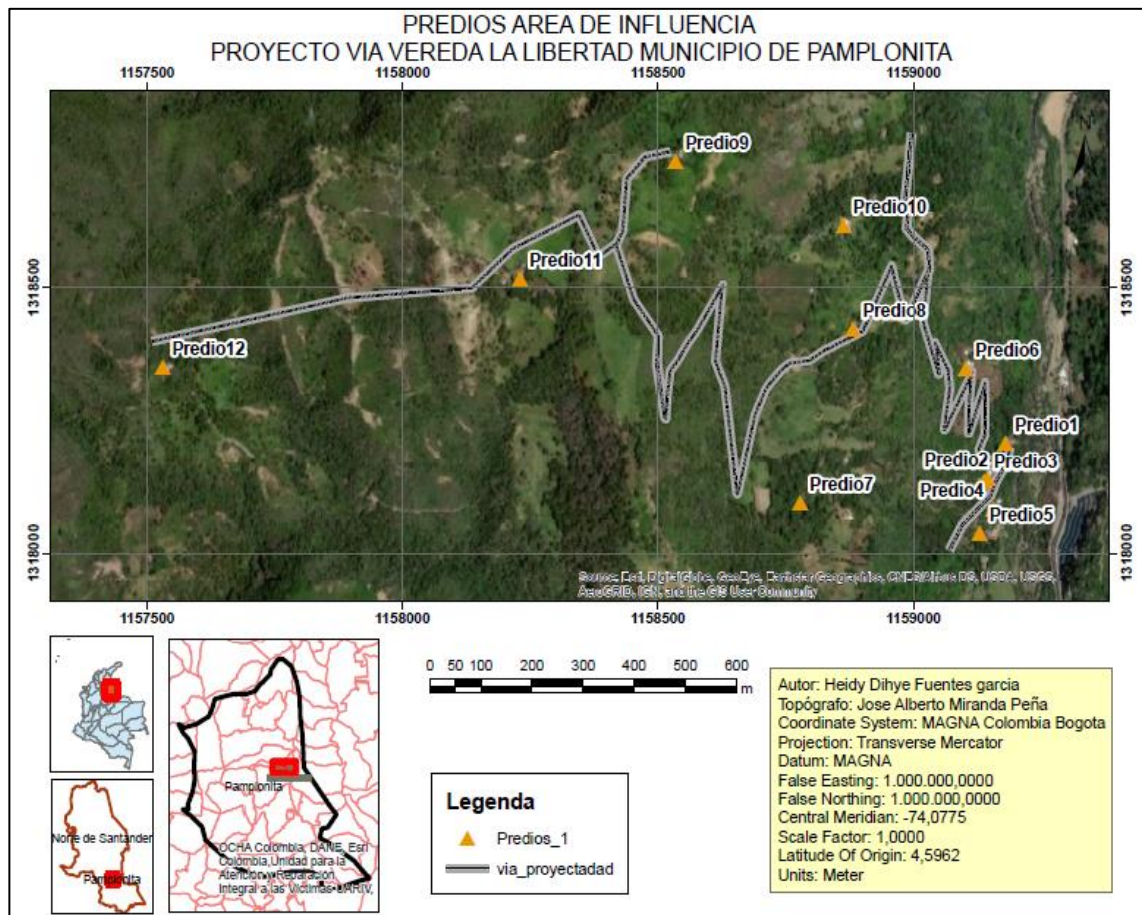 PREDIOS AREA DE INFLUENCIA
PROYECTO VIA VEREDA LA LIBERTAD MUNICIPIO DE PAMPLONITA
1157500 1158000 1158500 1159000
N
Predio9
Predio10
Predio11
1318500 1318500
Predio8
Predio12
Predio6
Predio1
Predio2 Predio3
Predio4
Predio7
Predio5
1318000 1318000
Source: Esri, DigitalGlobe, GeoEye, Earthstar Geographics, CNES/Airbus DS, USDA, USGS,
AeroGRID, IGN, and the GIS User Community
1157500 1158000 1158500 1159000
0 50 100 200 300 400 500 600
m
Pamplonita
OCHA Colombia, DANE, Esri
Colombia,Unidad para la
Atención y Reparación
Integral a las Víctimas UARIV,
Norte de Santander
Pamplonita
Legenda
Predios_1
via_proyectadad
Autor: Heidy Dihye Fuentes garcia
Topógrafo: Jose Alberto Miranda Peña
Coordinate System: MAGNA Colombia Bogota
Projection: Transverse Mercator
Datum: MAGNA
False Easting: 1.000.000,0000
False Northing: 1.000.000,0000
Central Meridian: -74,0775
Scale Factor: 1,0000
Latitude Of Origin: 4,5962
Units: Meter